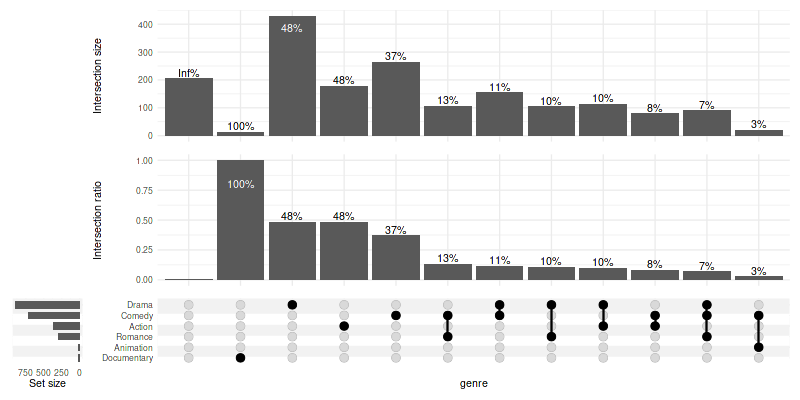 Intersection size
400
300
200
100
0
Inf%
100%
48%
48%
37%
13%
11%
10%
10%
8%
7%
3%
Intersection ratio
1.00
0.75
0.50
0.25
0.00
100%
48%
48%
37%
13%
11%
10%
10%
8%
7%
3%
Drama
Comedy
Action
Romance
Animation
Documentary
750 500 250 0
Set size
genre